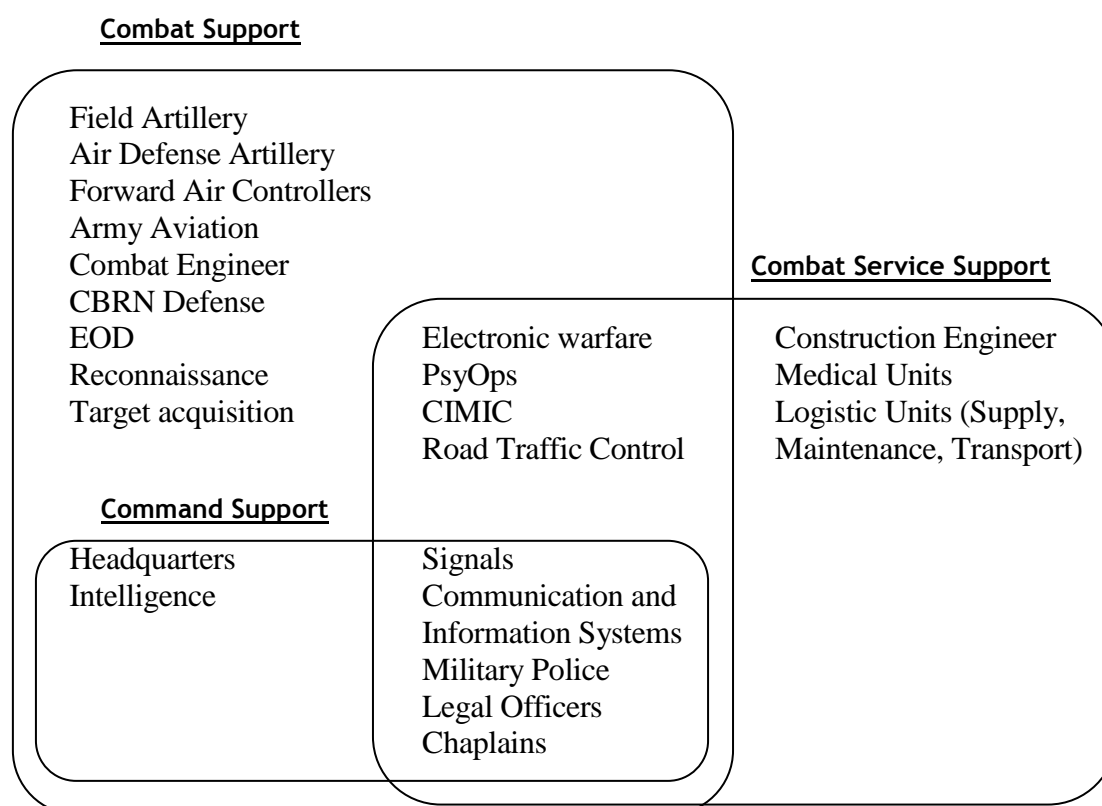 Combat Support
Field Artillery
Air Defense Artillery
Forward Air Controllers
Army Aviation
Combat Engineer
CBRN Defense
EOD
Reconnaissance
Target acquisition
Combat Service Support
Electronic warfare
PsyOps
CIMIC
Road Traffic Control
Construction Engineer
Medical Units
Logistic Units (Supply,
Maintenance, Transport)
Command Support
Headquarters
Intelligence
Signals
Communication and
Information Systems
Military Police
Legal Officers
Chaplains